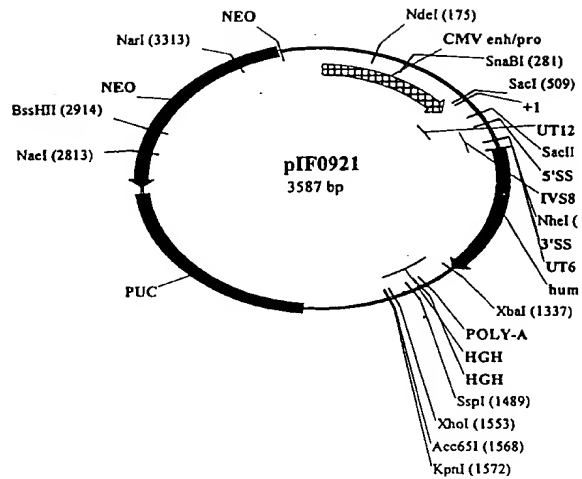 NEO
NdeI (175)
CMV enh/pro
SnaBI (281)
SacI (509)
+1
UT12
SacII
5'SS
IVS8
NheI (
3'SS
UT6
hum
XbaI (1337)
POLY-A
HGH
HGH
SspI (1489)
XhoI (1553)
Acc65I (1568)
KpnI (1572)
PUC
NaeI (2813)
BssHII (2914)
NEO
NarI (3313)
pIF0921
3587 bp